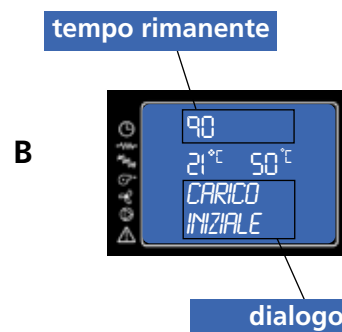 tempo rimanente
B
90
21°C 50°C
CARICO
INIZIALE
dialogo